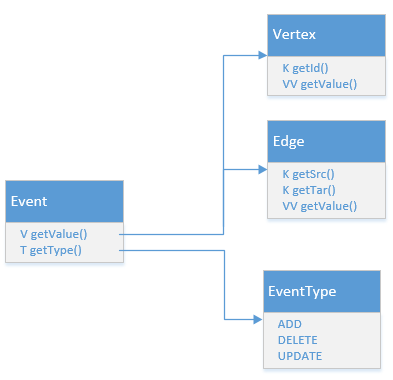 Vertex
K getId()
VV getValue()
Edge
K getSrc()
K getTar()
VV getValue()
Event
V getValue()
T getType()
EventType
ADD
DELETE
UPDATE